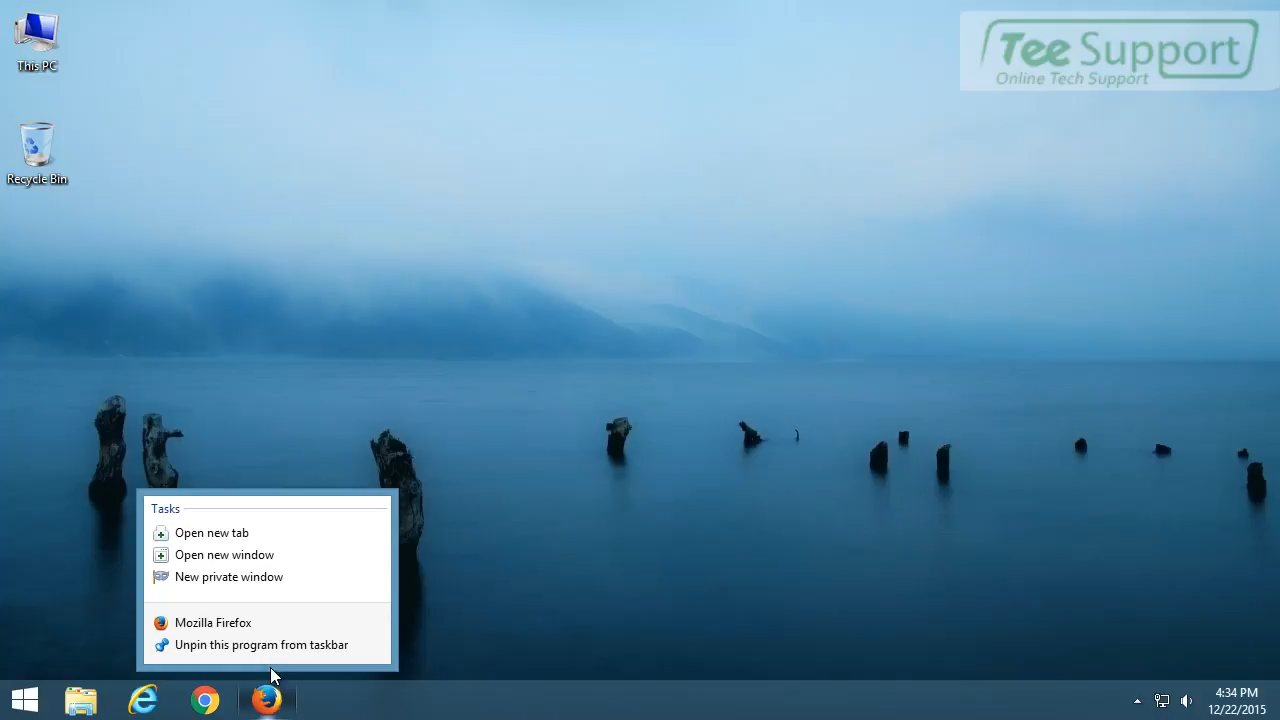 This PC
Tee Support
Online Tech Support
Recycle Bin
Tasks
Open new tab
Open new window
New private window
Mozilla Firefox
Unpin this program from taskbar
4:34 PM
12/22/2015